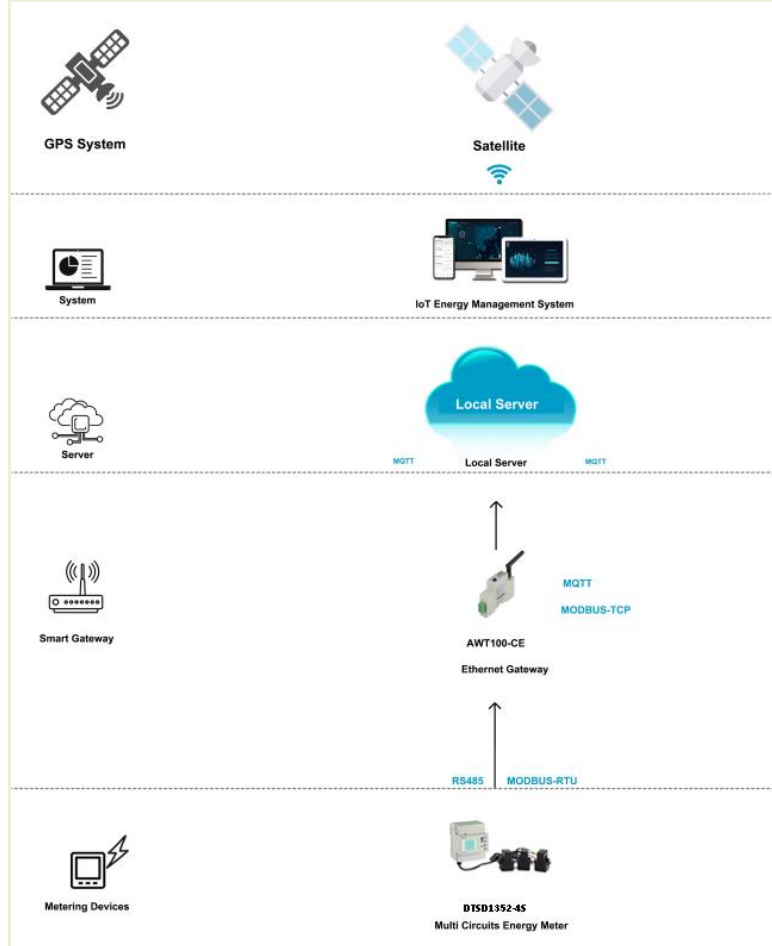 GPS System
Satellite
System
IoT Energy Management System
Local Server
Server
MQTT
Local Server
MQTT
MQTT
MODBUS-TCP
Smart Gateway
AWT100-CE
Ethernet Gateway
RS485
MODBUS-RTU
Metering Devices
DTSD1352-4S
Multi Circuits Energy Meter